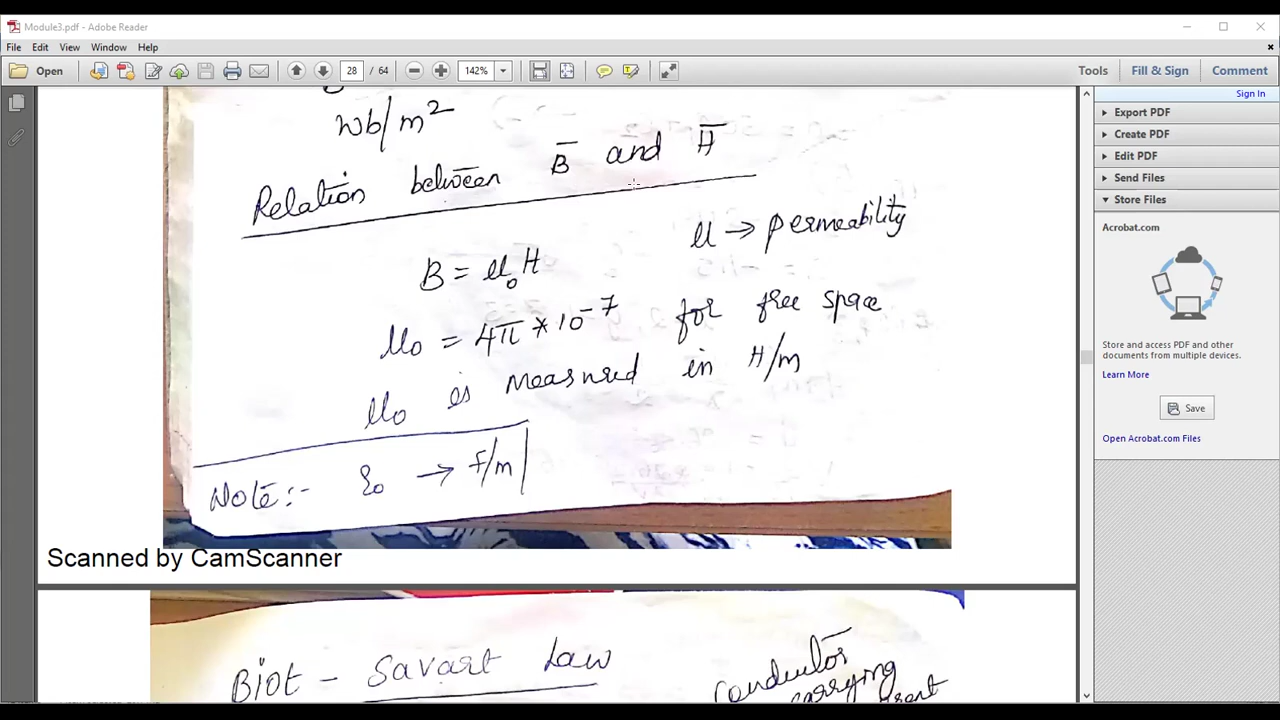 Module3.pdf - Adobe Reader
File Edit View Window Help
Open 28 / 64 142% Tools Fill & Sign Comment
Sign In
Export PDF
Create PDF
Edit PDF
Send Files
Store Files
Acrobat.com
Store and access PDF and other
documents from multiple devices.
Learn More
Save
Open Acrobat.com Files
wb/m²
Relation between B̅ and H̅
μ → permeability
B = μ₀H
μ₀ = 4π * 10⁻⁷ for free space
μ₀ is measured in H/m
Note:- ε₀ → F/m
Scanned by CamScanner
Biot - Savart Law
Conductor
carrying